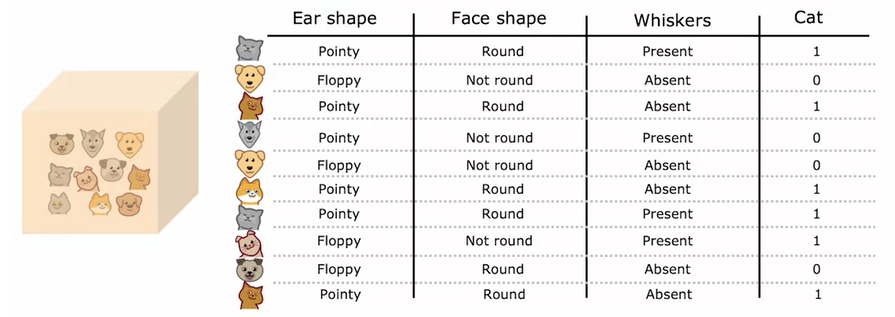 Ear shape Face shape Whiskers Cat
Pointy Round Present 1
Floppy Not round Absent 0
Pointy Round Absent 1
Pointy Not round Present 0
Floppy Not round Absent 0
Pointy Round Absent 1
Pointy Round Present 1
Floppy Not round Present 1
Floppy Round Absent 0
Pointy Round Absent 1